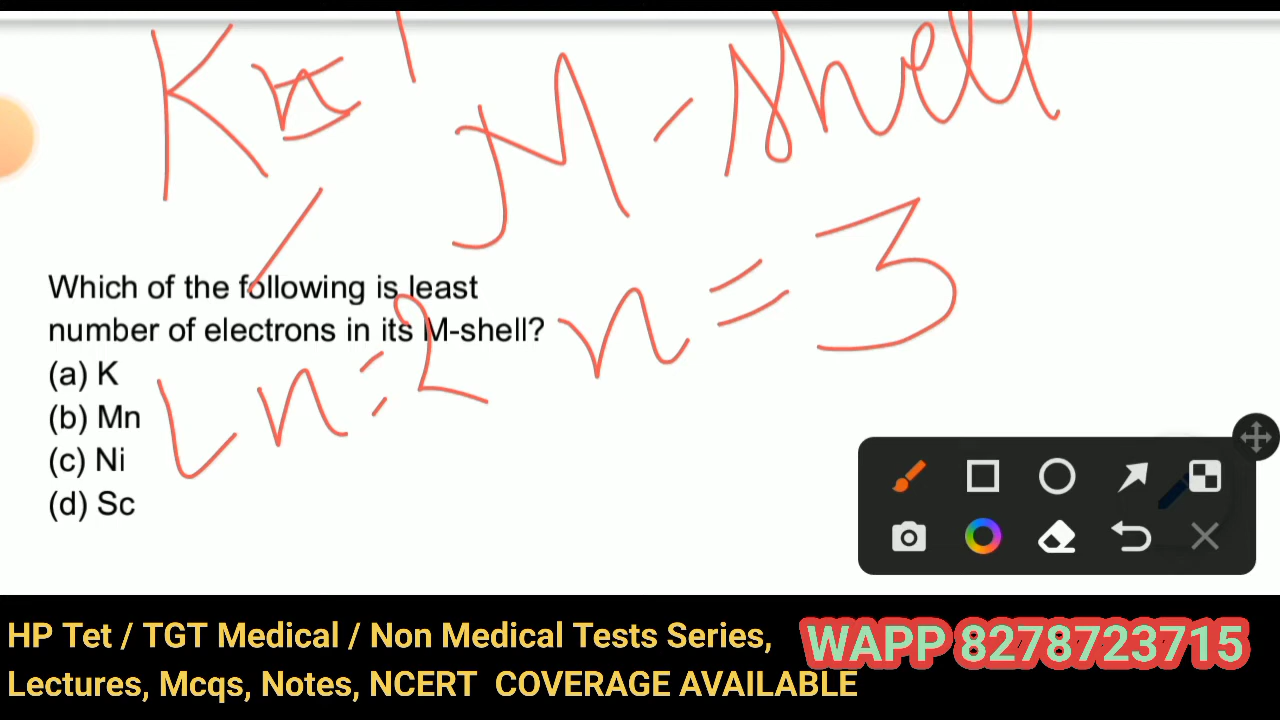 K
M - shell
Which of the following is least
number of electrons in its M-shell?
n = 3
(a) K
L n = 2
(b) Mn
(c) Ni
(d) Sc
HP Tet / TGT Medical / Non Medical Tests Series,
WAPP 8278723715
Lectures, Mcqs, Notes, NCERT COVERAGE AVAILABLE